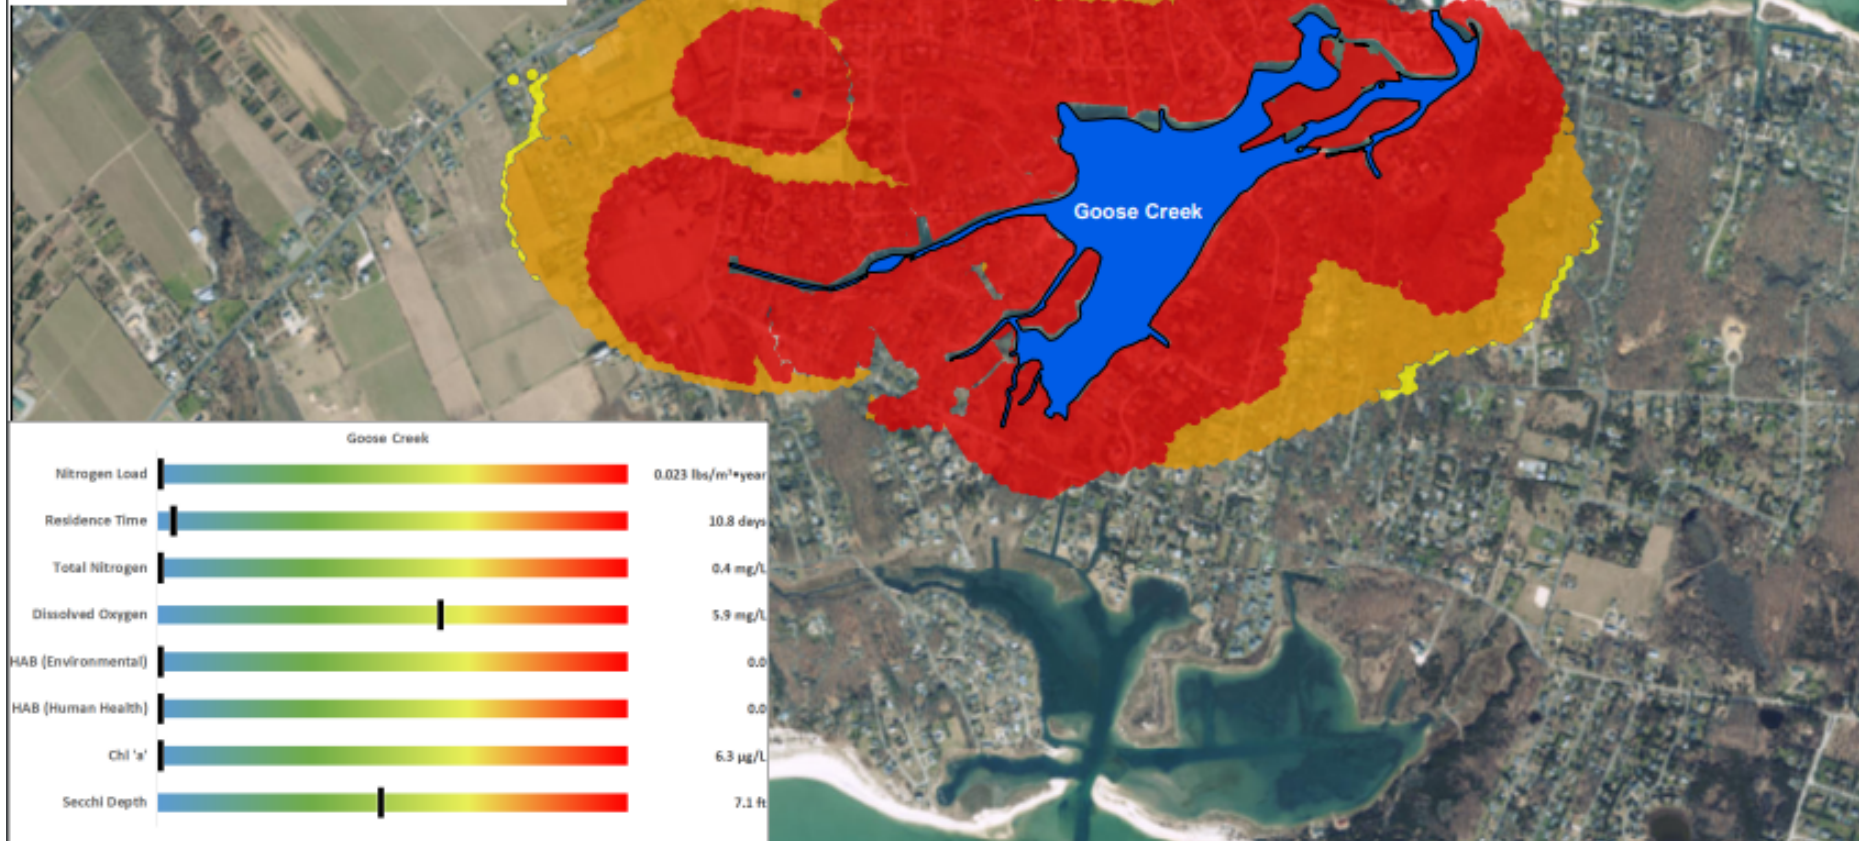 Goose Creek
Goose Creek
Nitrogen Load 0.023 lbs/m³•year
Residence Time 10.8 days
Total Nitrogen 0.4 mg/L
Dissolved Oxygen 5.9 mg/L
HAB (Environmental) 0.0
HAB (Human Health) 0.0
Chl 'a' 6.3 µg/L
Secchi Depth 7.1 ft